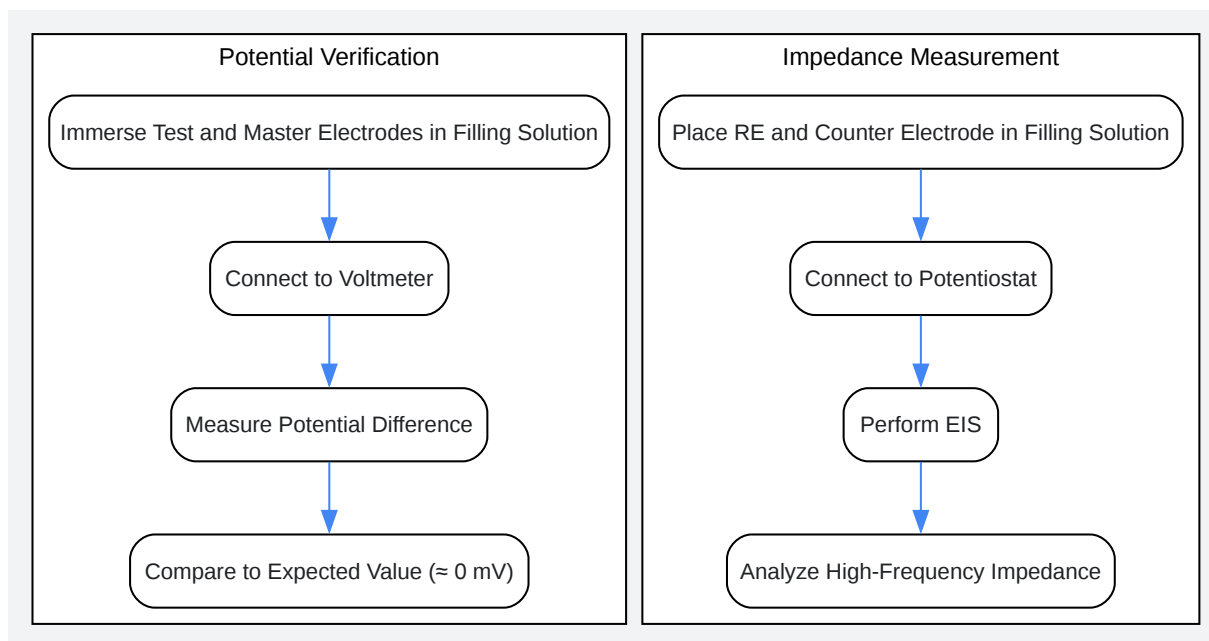 Potential Verification
Immerse Test and Master Electrodes in Filling Solution
Connect to Voltmeter
Measure Potential Difference
Compare to Expected Value (≈ 0 mV)
Impedance Measurement
Place RE and Counter Electrode in Filling Solution
Connect to Potentiostat
Perform EIS
Analyze High-Frequency Impedance